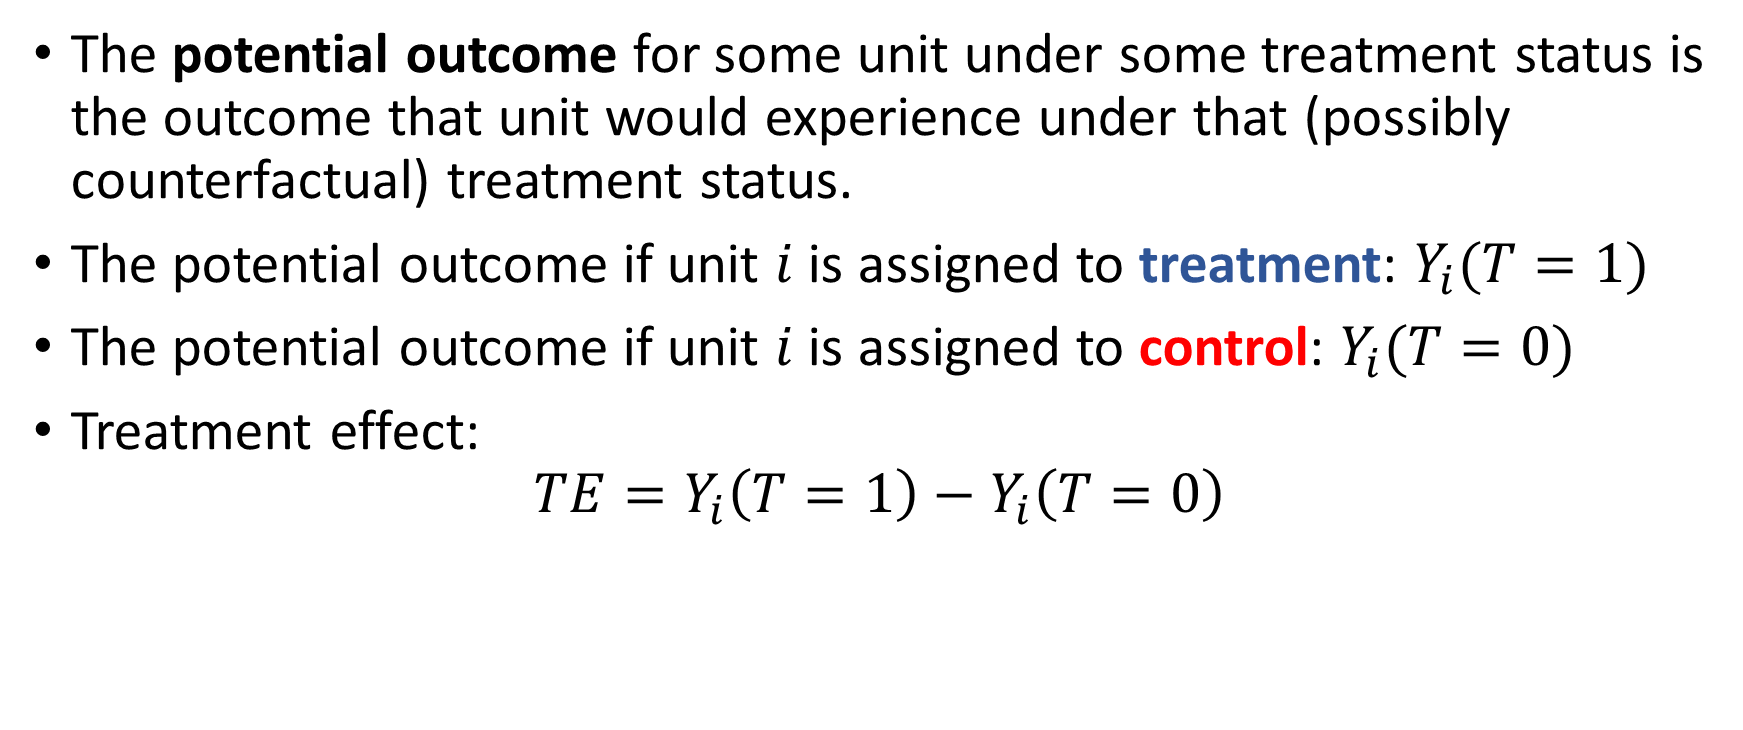 • The potential outcome for some unit under some treatment status is
the outcome that unit would experience under that (possibly
counterfactual) treatment status.
• The potential outcome if unit i is assigned to treatment: Yᵢ(T = 1)
• The potential outcome if unit i is assigned to control: Yᵢ(T = 0)
• Treatment effect:
TE = Yᵢ(T = 1) − Yᵢ(T = 0)